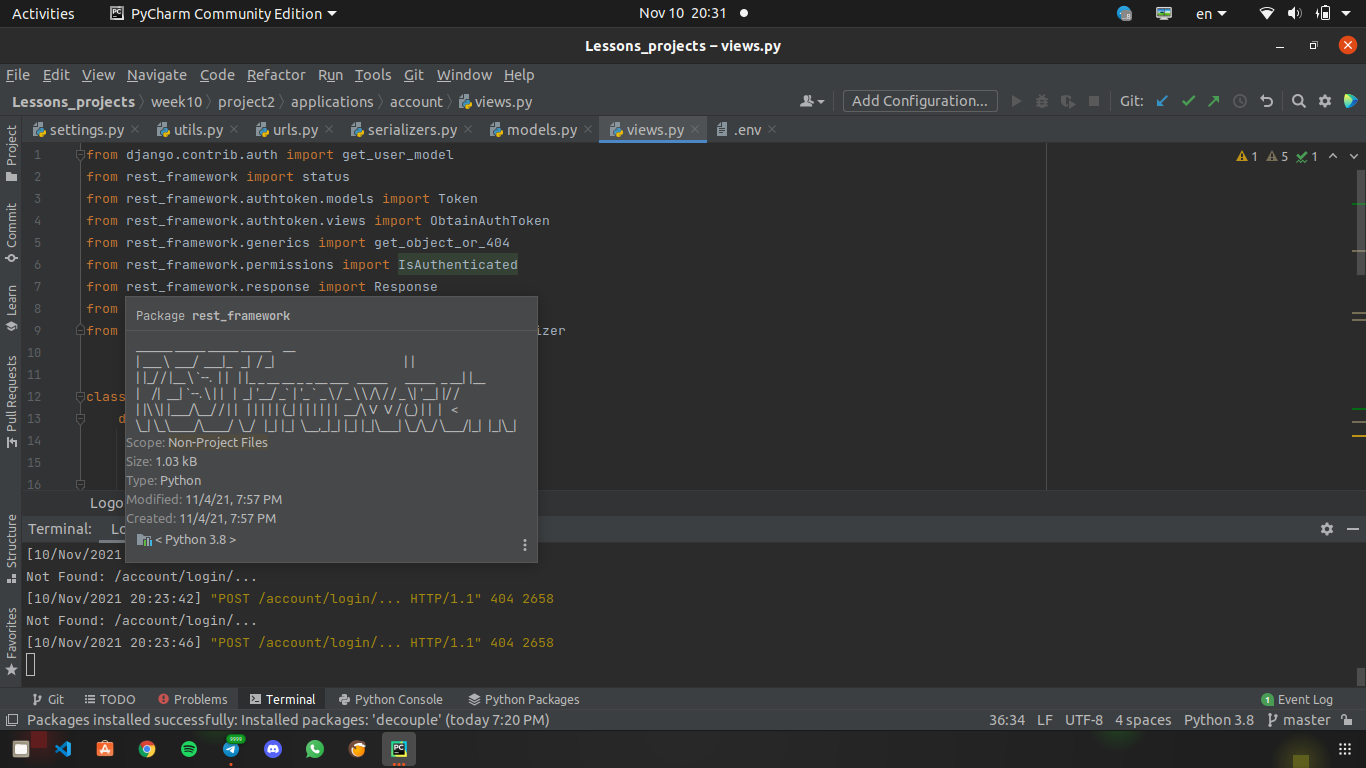 Activities PyCharm Community Edition Nov 10 20:31 en
Lessons_projects – views.py
File Edit View Navigate Code Refactor Run Tools Git Window Help
Lessons_projects week10 project2 applications account views.py Add Configuration... Git:
settings.py utils.py urls.py serializers.py models.py views.py .env
1 from django.contrib.auth import get_user_model 1 5 1
2 from rest_framework import status
3 from rest_framework.authtoken.models import Token
4 from rest_framework.authtoken.views import ObtainAuthToken
5 from rest_framework.generics import get_object_or_404
6 from rest_framework.permissions import IsAuthenticated
7 from rest_framework.response import Response
8 from
9 from izer
10
11
12 class
13 d
14
15
16
Package rest_framework
Scope: Non-Project Files
Size: 1.03 kB
Type: Python
Modified: 11/4/21, 7:57 PM
Created: 11/4/21, 7:57 PM
< Python 3.8 >
Logo
Terminal: Lo
[10/Nov/2021
Not Found: /account/login/...
[10/Nov/2021 20:23:42] "POST /account/login/... HTTP/1.1" 404 2658
Not Found: /account/login/...
[10/Nov/2021 20:23:46] "POST /account/login/... HTTP/1.1" 404 2658
Project
Commit
Learn
Pull Requests
Structure
Favorites
Git TODO Problems Terminal Python Console Python Packages 1 Event Log
Packages installed successfully: Installed packages: 'decouple' (today 7:20 PM) 36:34 LF UTF-8 4 spaces Python 3.8 master